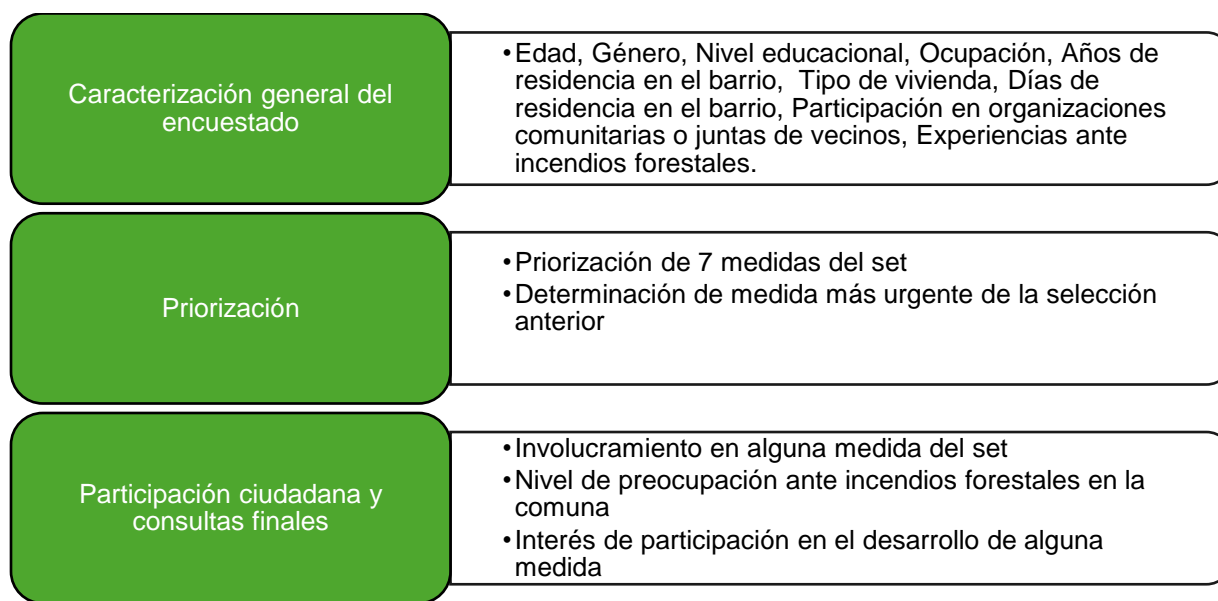 Caracterización general del
encuestado
•Edad, Género, Nivel educacional, Ocupación, Años de
residencia en el barrio, Tipo de vivienda, Días de
residencia en el barrio, Participación en organizaciones
comunitarias o juntas de vecinos, Experiencias ante
incendios forestales.
Priorización
•Priorización de 7 medidas del set
•Determinación de medida más urgente de la selección
anterior
Participación ciudadana y
consultas finales
•Involucramiento en alguna medida del set
•Nivel de preocupación ante incendios forestales en la
comuna
•Interés de participación en el desarrollo de alguna
medida